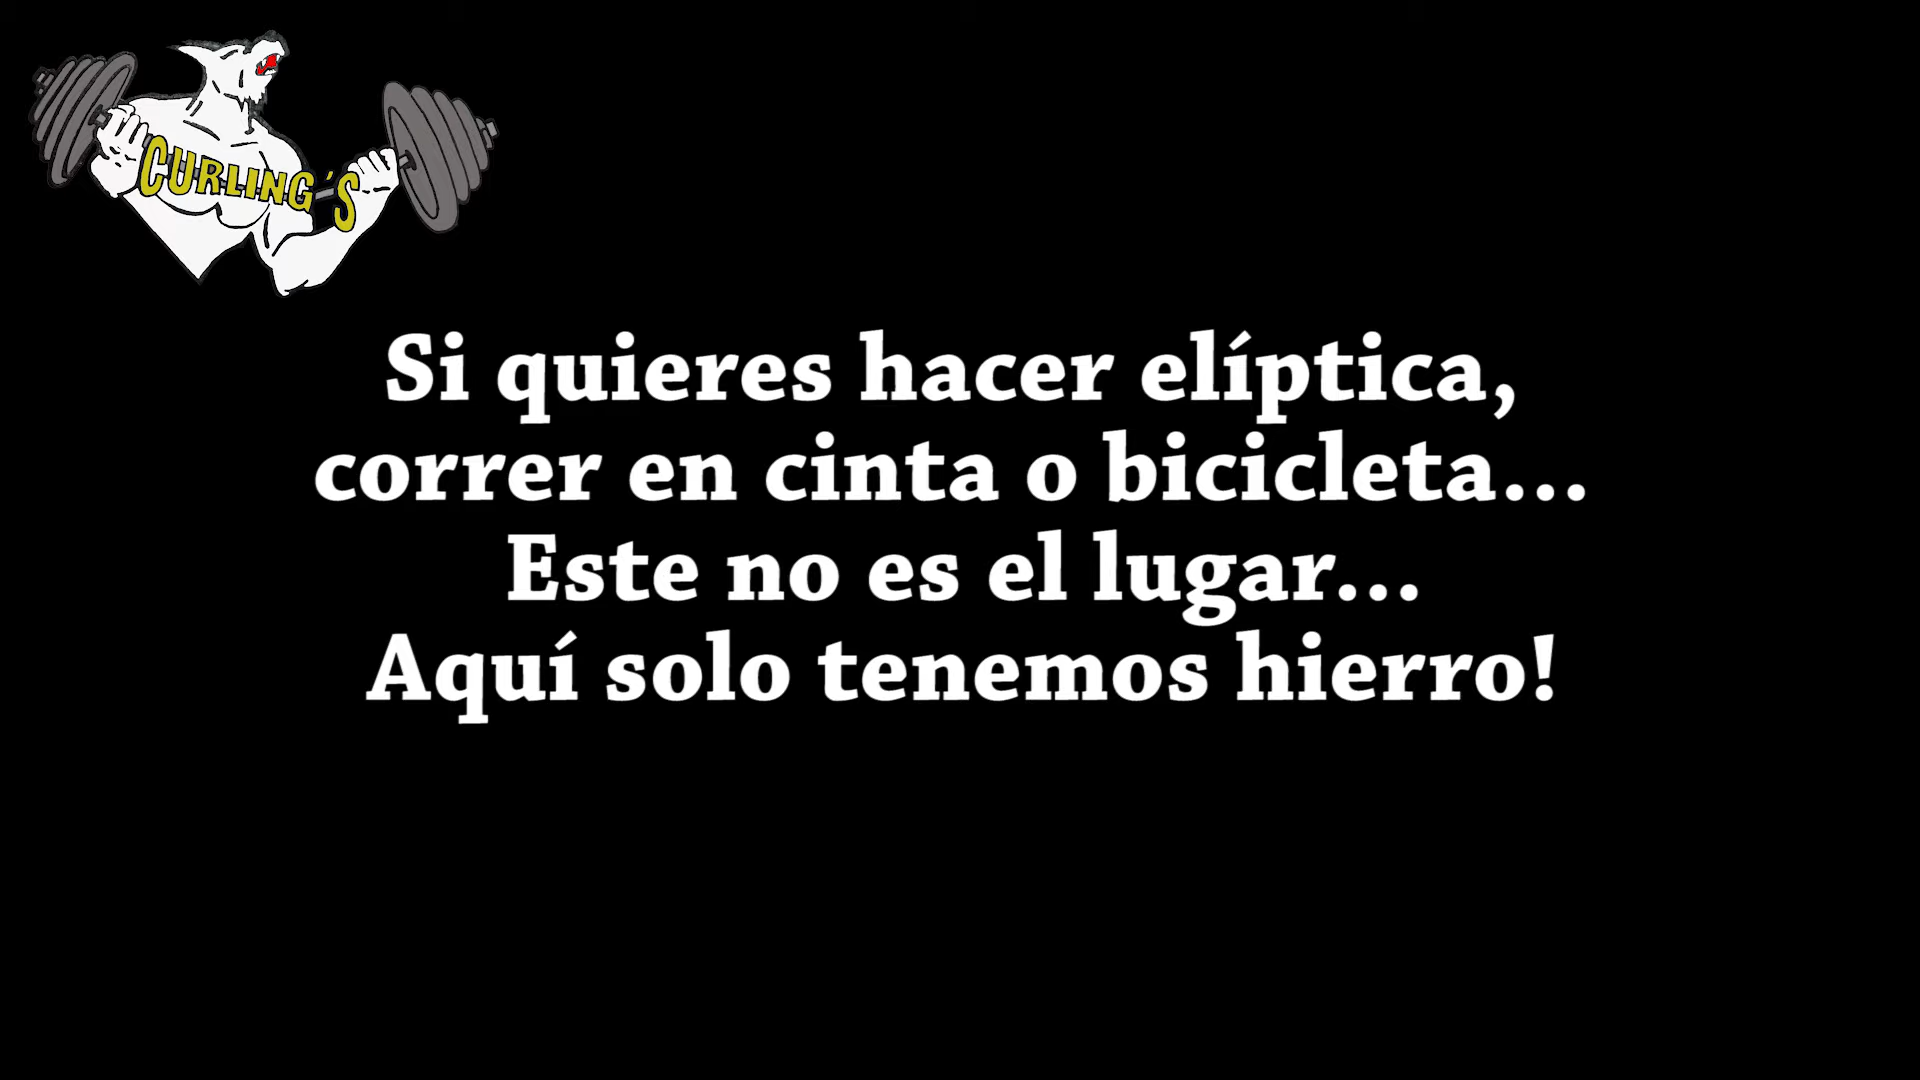 CURLING´S
Si quieres hacer elíptica,
correr en cinta o bicicleta...
Este no es el lugar...
Aquí solo tenemos hierro!